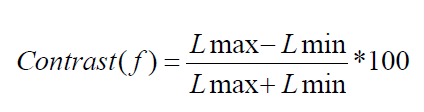 Contrast(f) = (Lmax− Lmin)/(Lmax+ Lmin) *100